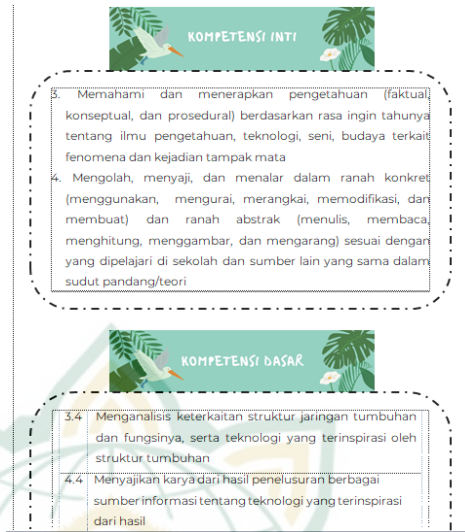 KOMPETENSI INTI
3. Memahami dan menerapkan pengetahuan (faktual,
konseptual, dan prosedural) berdasarkan rasa ingin tahunya
tentang ilmu pengetahuan, teknologi, seni, budaya terkait
fenomena dan kejadian tampak mata
4. Mengolah, menyaji, dan menalar dalam ranah konkret
(menggunakan, mengurai, merangkai, memodifikasi, dan
membuat) dan ranah abstrak (menulis, membaca,
menghitung, menggambar, dan mengarang) sesuai dengan
yang dipelajari di sekolah dan sumber lain yang sama dalam
sudut pandang/teori
KOMPETENSI DASAR
3.4 Menganalisis keterkaitan struktur jaringan tumbuhan
dan fungsinya, serta teknologi yang terinspirasi oleh
struktur tumbuhan
4.4 Menyajikan karya dari hasil penelusuran berbagai
sumber informasi tentang teknologi yang terinspirasi
dari hasil